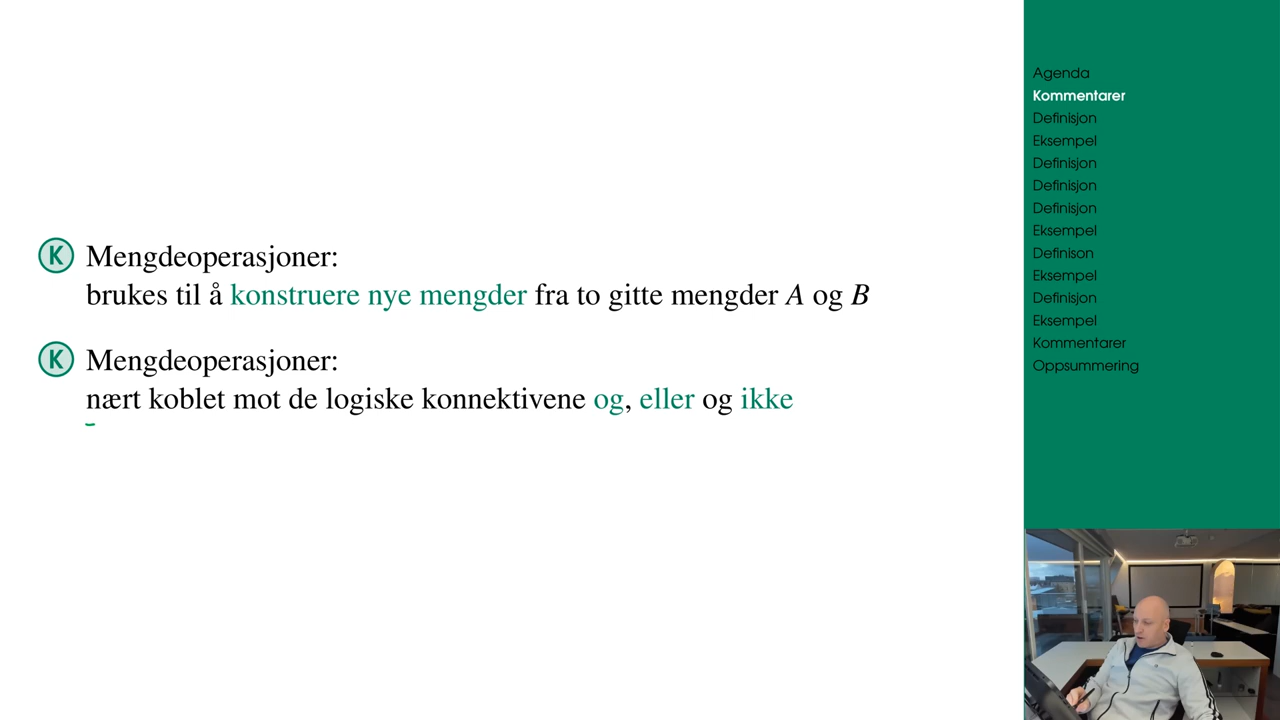 K Mengdeoperasjoner:
brukes til å konstruere nye mengder fra to gitte mengder A og B
K Mengdeoperasjoner:
nært koblet mot de logiske konnektivene og, eller og ikke
Agenda
Kommentarer
Definisjon
Eksempel
Definisjon
Definisjon
Definisjon
Eksempel
Definison
Eksempel
Definisjon
Eksempel
Kommentarer
Oppsummering